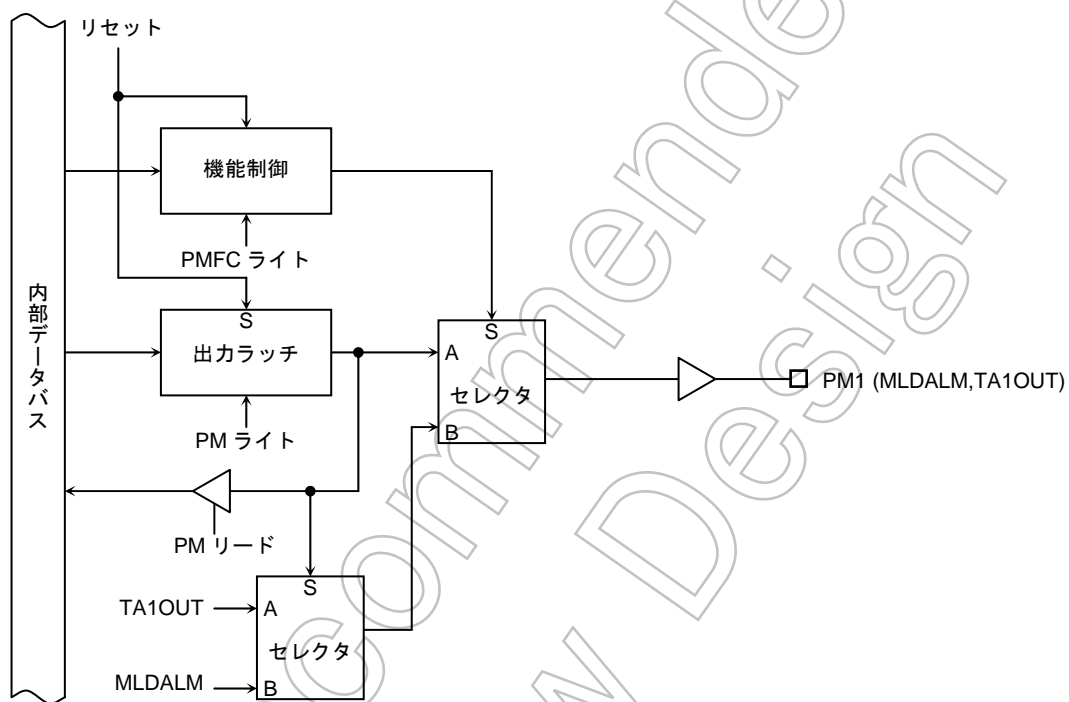 リセット
機能制御
PMFC ライト
内部データバス
S
出力ラッチ
PM ライト
S
A
セレクタ
B
PM1 (MLDALM,TA1OUT)
PM リード
S
TA1OUT
A
セレクタ
MLDALM
B
commende
w Design